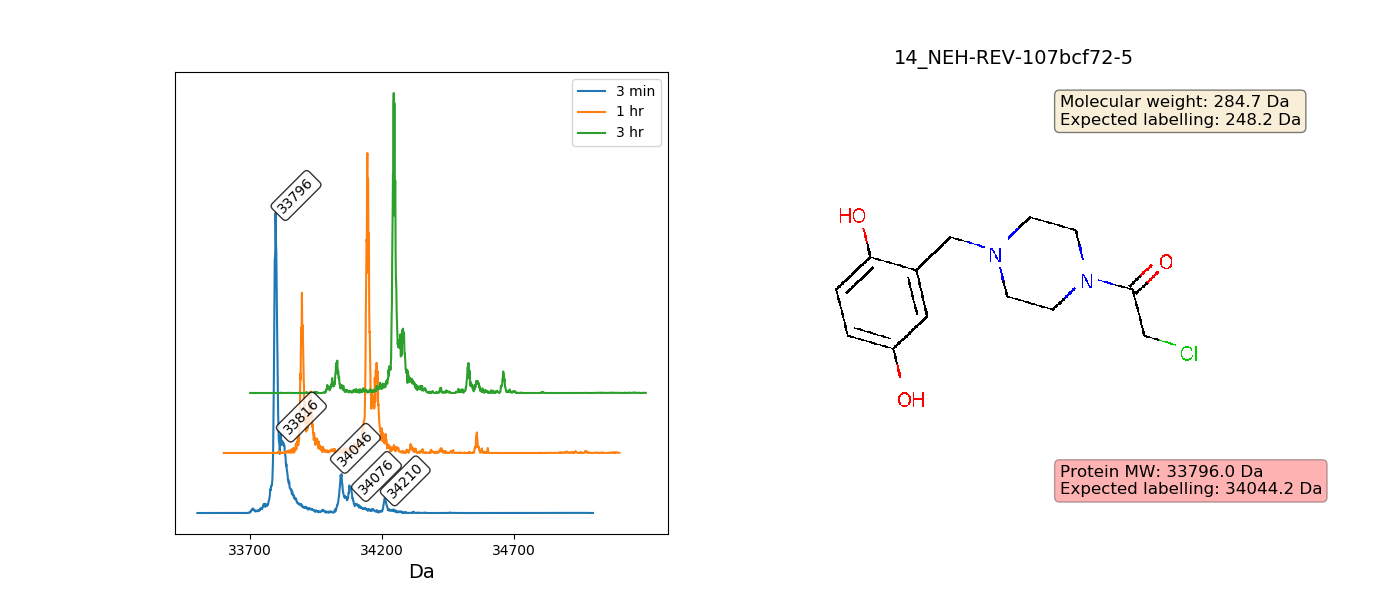 14_NEH-REV-107bcf72-5
Molecular weight: 284.7 Da
Expected labelling: 248.2 Da
3 min
1 hr
3 hr
33796
33816
34046
34076
34210
33700
34200
34700
Da
HO
N
N
O
Cl
OH
Protein MW: 33796.0 Da
Expected labelling: 34044.2 Da